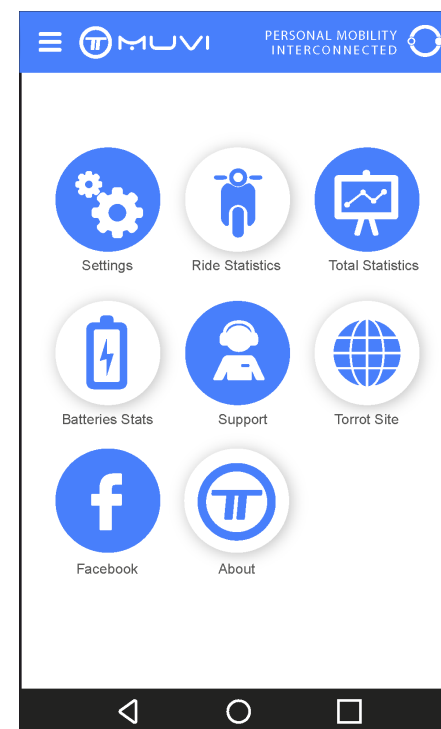 MUVI
PERSONAL MOBILITY
INTERCONNECTED
Settings
Ride Statistics
Total Statistics
Batteries Stats
Support
Torrot Site
f
Facebook
About